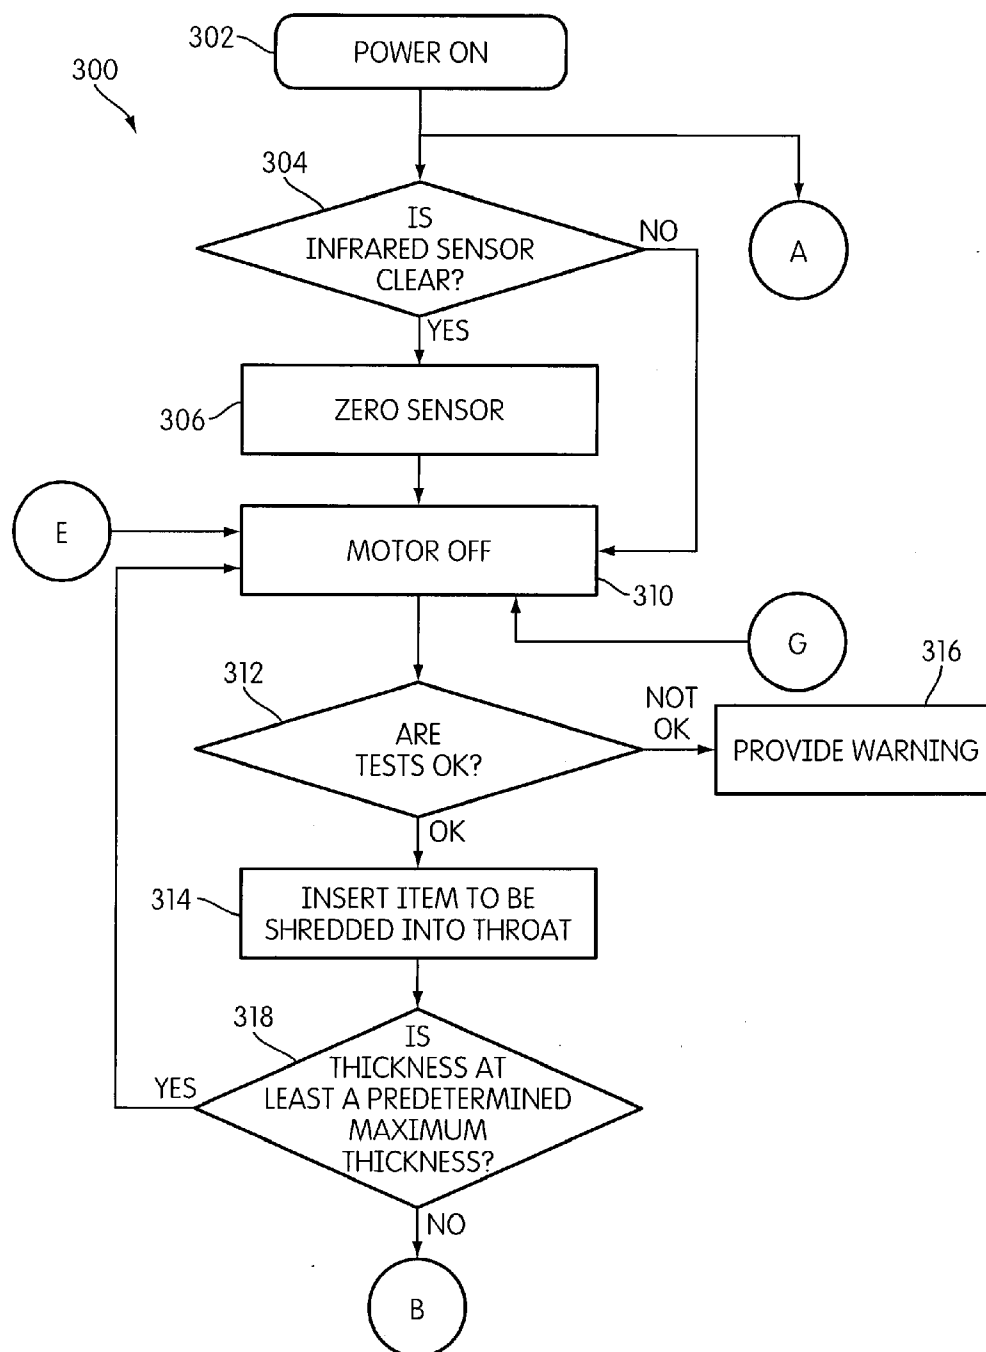 302
POWER ON
300
304
IS
INFRARED SENSOR
CLEAR?
NO
A
YES
306
ZERO SENSOR
E
MOTOR OFF
310
G
312
ARE
TESTS OK?
NOT
OK
316
PROVIDE WARNING
OK
314
INSERT ITEM TO BE
SHREDDED INTO THROAT
318
IS
THICKNESS AT
LEAST A PREDETERMINED
MAXIMUM
THICKNESS?
YES
NO
B